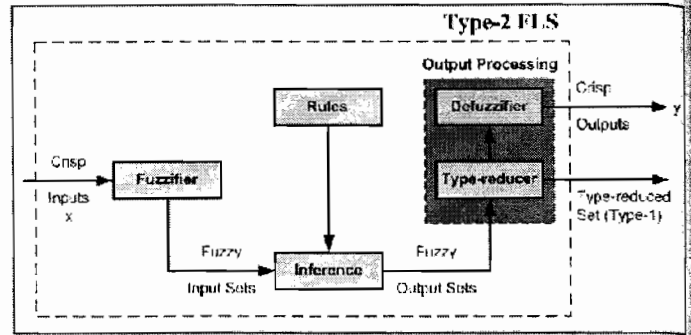 Type-2 FLS
Output Processing
Rules
Defuzzifier
Crisp
Outputs
y
Crisp
Inputs
x
Fuzzifier
Type-reducer
Type-reduced
Set (Type-1)
Fuzzy
Input Sets
Inference
Fuzzy
Output Sets